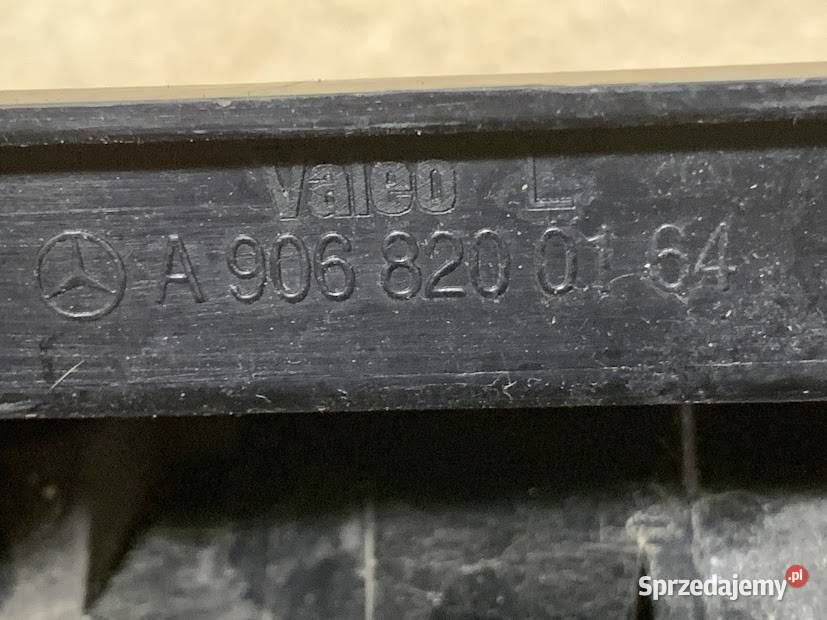 Valeo L
A 906 820 01 64
Sprzedajemy.pl